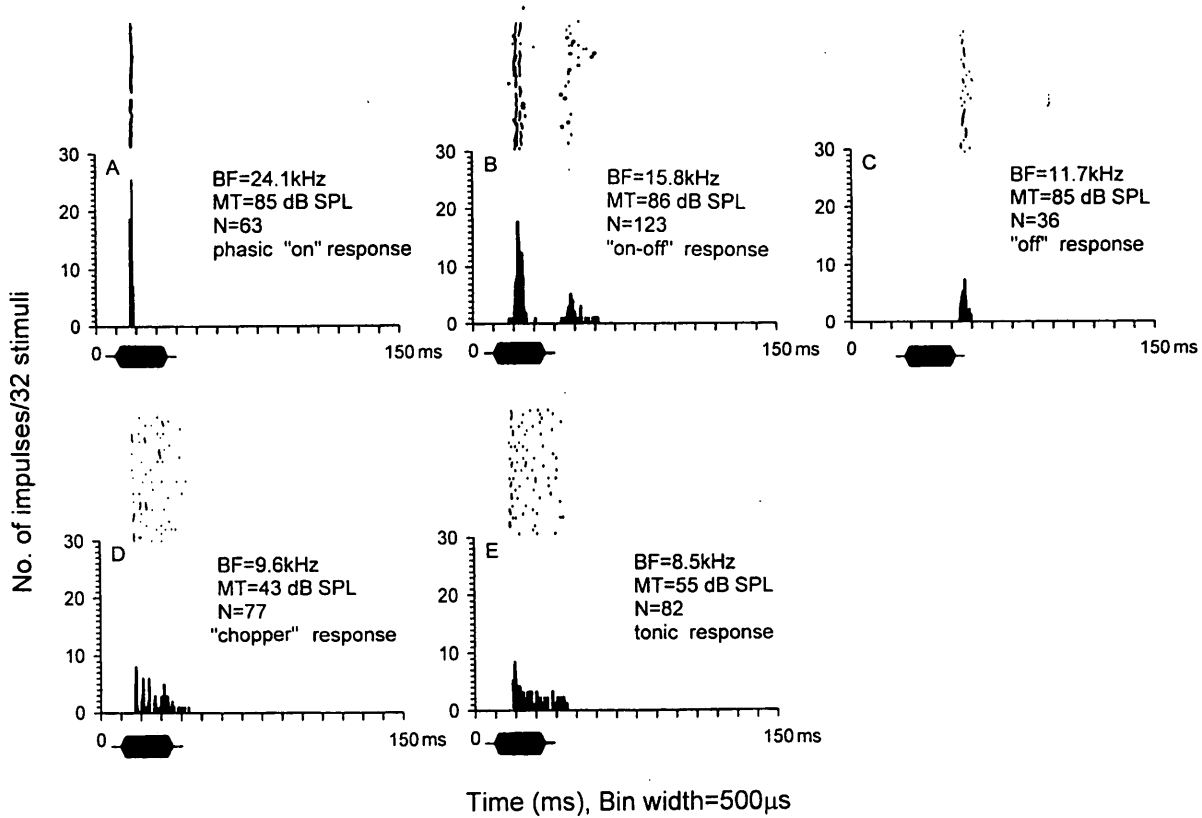 No. of impulses/32 stimuli
30
20
10
0
A
BF=24.1kHz
MT=85 dB SPL
N=63
phasic "on" response
0
150 ms
30
20
10
0
B
BF=15.8kHz
MT=86 dB SPL
N=123
"on-off" response
0
150 ms
30
20
10
0
C
BF=11.7kHz
MT=85 dB SPL
N=36
"off" response
0
150 ms
30
20
10
0
D
BF=9.6kHz
MT=43 dB SPL
N=77
"chopper" response
0
150 ms
30
20
10
0
E
BF=8.5kHz
MT=55 dB SPL
N=82
tonic response
0
150 ms
Time (ms), Bin width=500μs